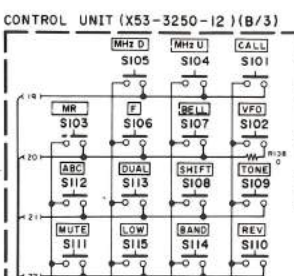 CONTROL UNIT (X53-3250-12)(B/3)
MHz D MHz U CALL
S105 S104 S101
19
MR F BELL VFO
S103 S106 S107 S102
R138
20 0
ABC DUAL SHIFT TONE
S112 S113 S108 S109
21
MUTE LOW BAND REV
S111 S115 S114 S110